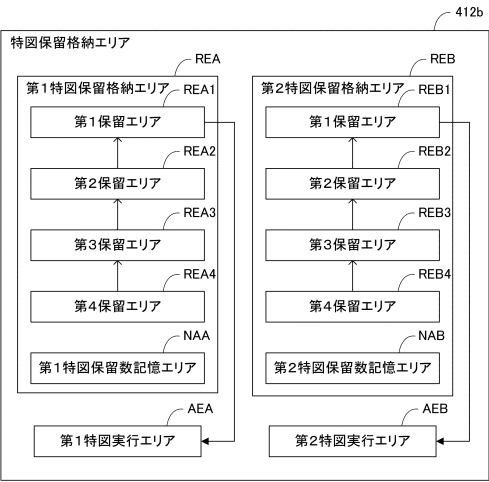 412b
特図保留格納エリア
REA
第1特図保留格納エリア
REA1
第1保留エリア
REA2
第2保留エリア
REA3
第3保留エリア
REA4
第4保留エリア
NAA
第1特図保留数記憶エリア
AEA
第1特図実行エリア
REB
第2特図保留格納エリア
REB1
第1保留エリア
REB2
第2保留エリア
REB3
第3保留エリア
REB4
第4保留エリア
NAB
第2特図保留数記憶エリア
AEB
第2特図実行エリア